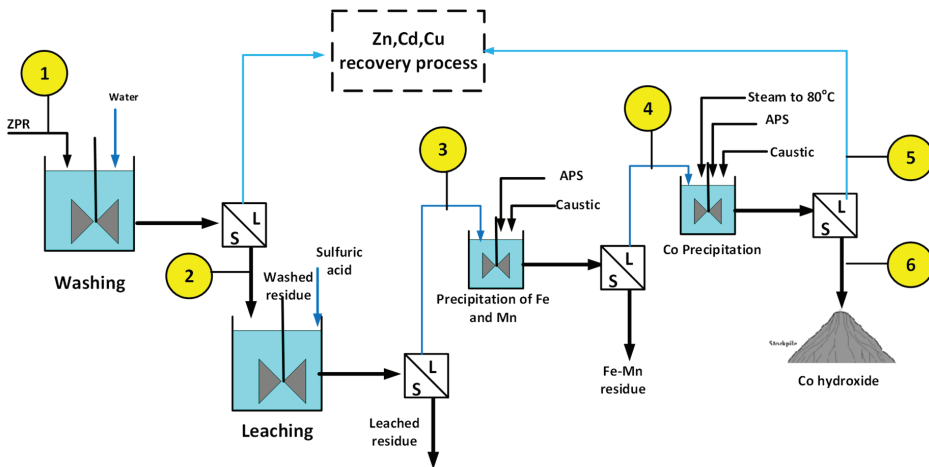 Zn,Cd,Cu
recovery process
1
Water
ZPR
L
S
Washing
2
Washed
residue
Sulfuric
acid
L
S
Leaching
Leached
residue
3
APS
Caustic
Precipitation of Fe
and Mn
L
S
Fe-Mn
residue
4
Steam to 80°C
APS
Caustic
Co Precipitation
L
S
5
6
Stockpile
Co hydroxide